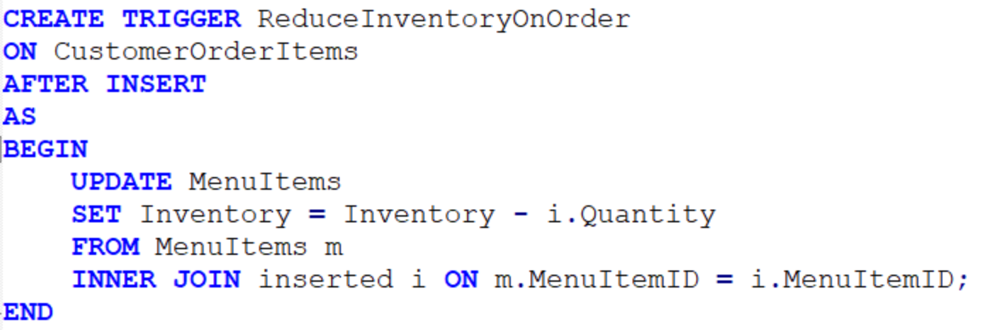 CREATE TRIGGER ReduceInventoryOnOrder
ON CustomerOrderItems
AFTER INSERT
AS
BEGIN
    UPDATE MenuItems
    SET Inventory = Inventory - i.Quantity
    FROM MenuItems m
    INNER JOIN inserted i ON m.MenuItemID = i.MenuItemID;
END